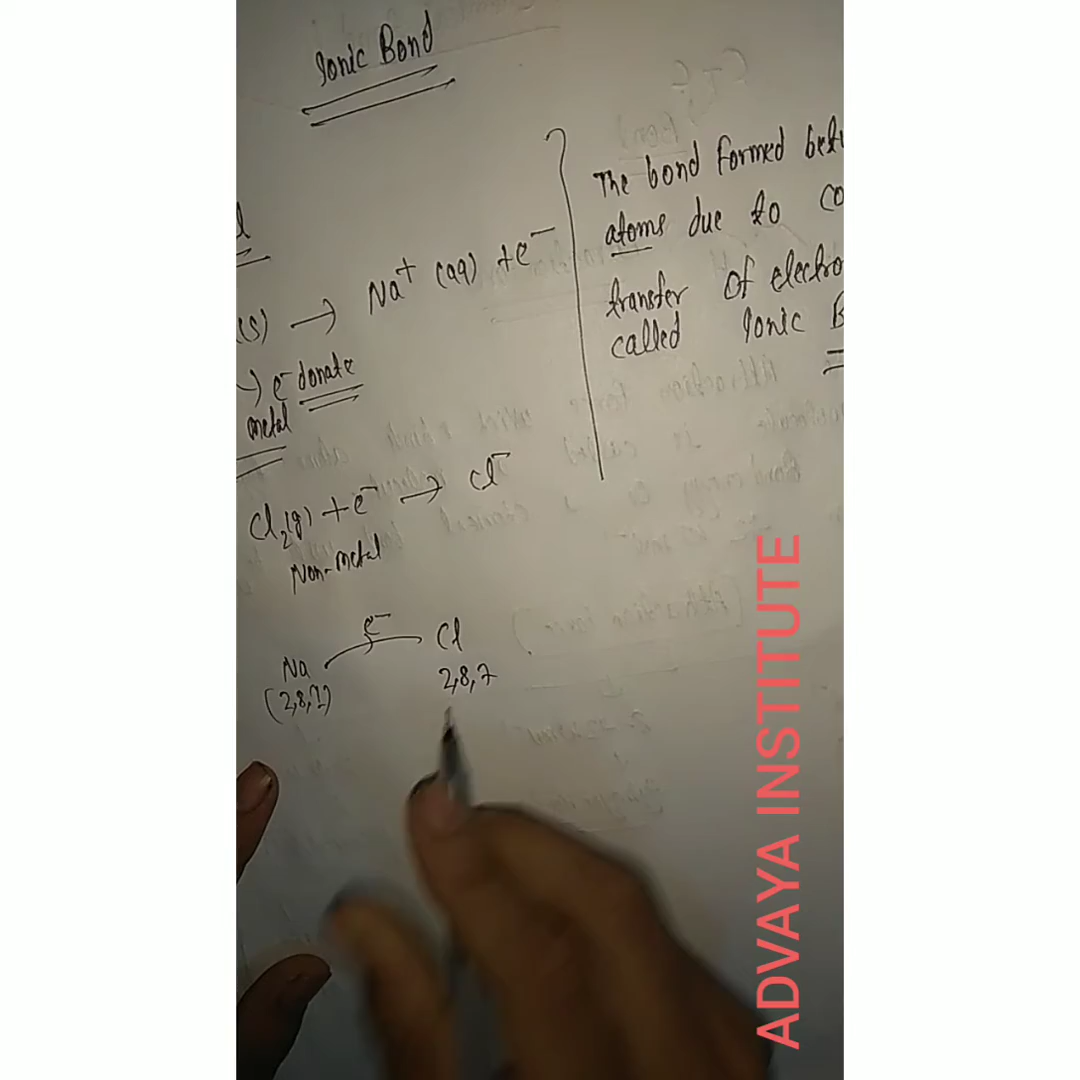 Ionic Bond
(s) → Na⁺ (aq) + e⁻
→ e⁻ donate
metal
Cl₂(g) + e⁻ → Cl⁻
Non-metal
e⁻
Na Cl
(2,8,1) 2,8,7
The bond formed bet
atoms due to co
transfer of electro
called Ionic B
ADVAYA INSTITUTE